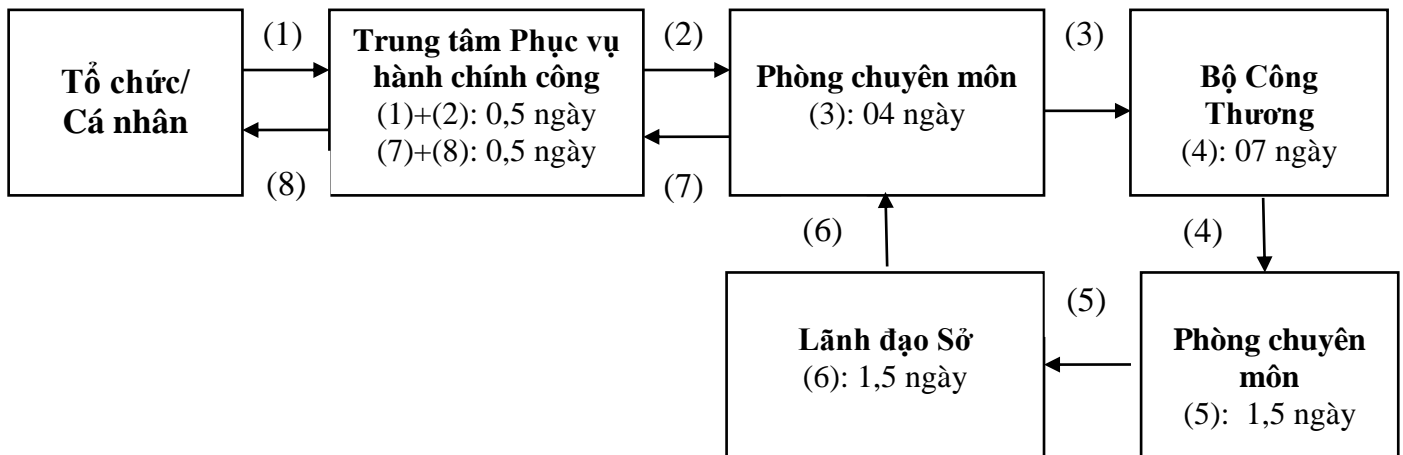 (1)
(2)
(3)
Tổ chức/
Cá nhân
Trung tâm Phục vụ
hành chính công
(1)+(2): 0,5 ngày
(7)+(8): 0,5 ngày
Phòng chuyên môn
(3): 04 ngày
Bộ Công
Thương
(4): 07 ngày
(8)
(7)
(6)
(4)
Lãnh đạo Sở
(6): 1,5 ngày
(5)
Phòng chuyên
môn
(5): 1,5 ngày